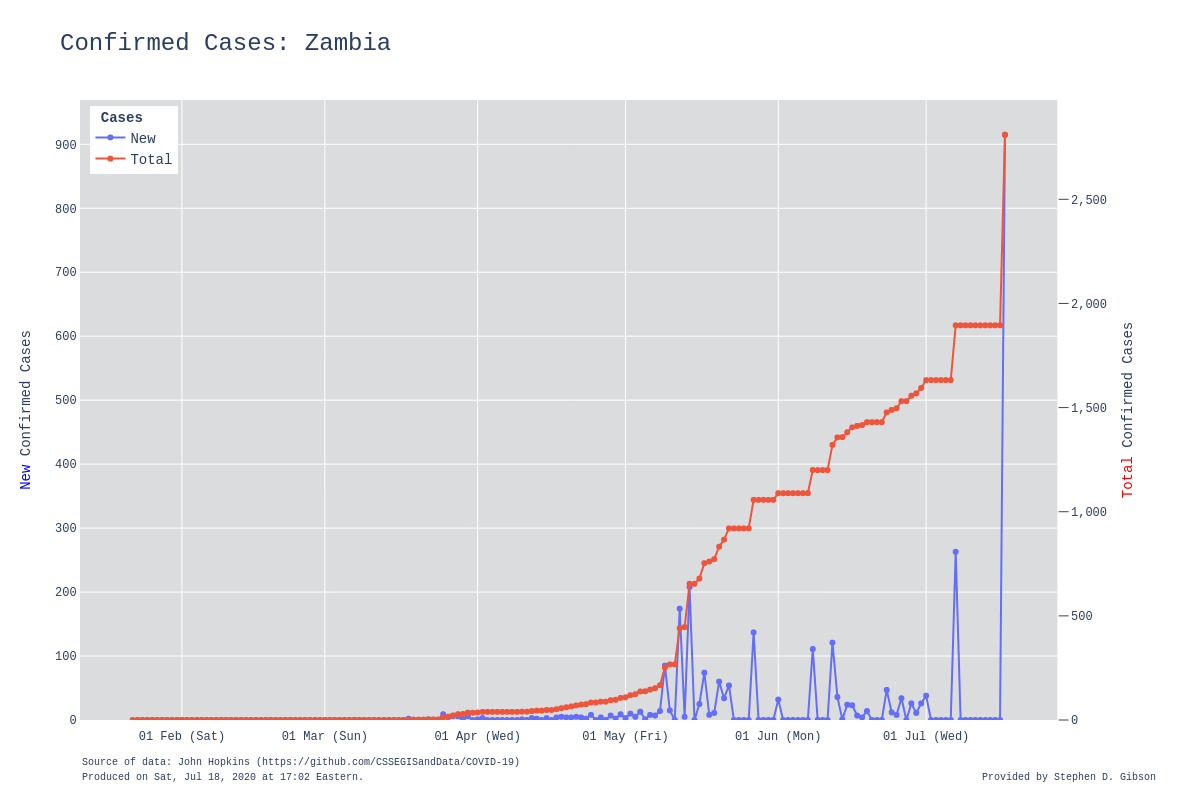 Confirmed Cases: Zambia
Cases
New
Total
900
800
700
600
500
400
300
200
100
0
New Confirmed Cases
2,500
2,000
1,500
1,000
500
0
Total Confirmed Cases
01 Feb (Sat)
01 Mar (Sun)
01 Apr (Wed)
01 May (Fri)
01 Jun (Mon)
01 Jul (Wed)
Source of data: John Hopkins (https://github.com/CSSEGISandData/COVID-19)
Produced on Sat, Jul 18, 2020 at 17:02 Eastern.
Provided by Stephen D. Gibson